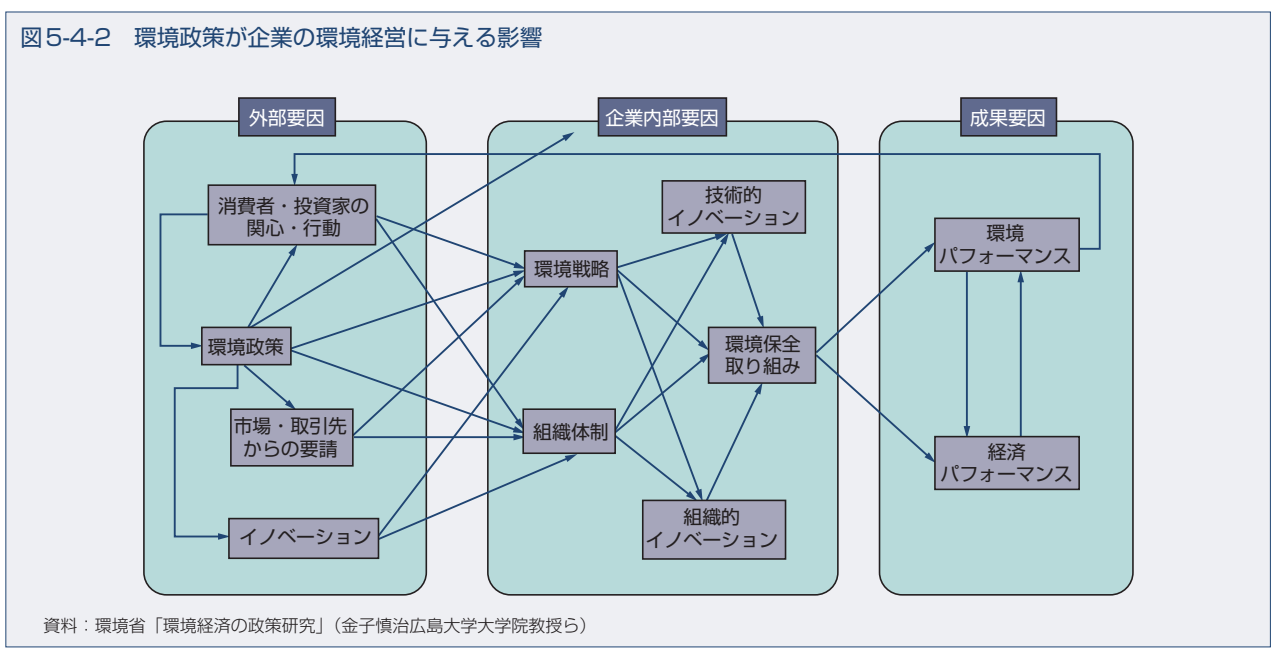 図5-4-2　環境政策が企業の環境経営に与える影響
外部要因
消費者・投資家の
関心・行動
環境政策
市場・取引先
からの要請
イノベーション
企業内部要因
技術的
イノベーション
環境戦略
環境保全
取り組み
組織体制
組織的
イノベーション
成果要因
環境
パフォーマンス
経済
パフォーマンス
資料：環境省「環境経済の政策研究」（金子慎治広島大学大学院教授ら）